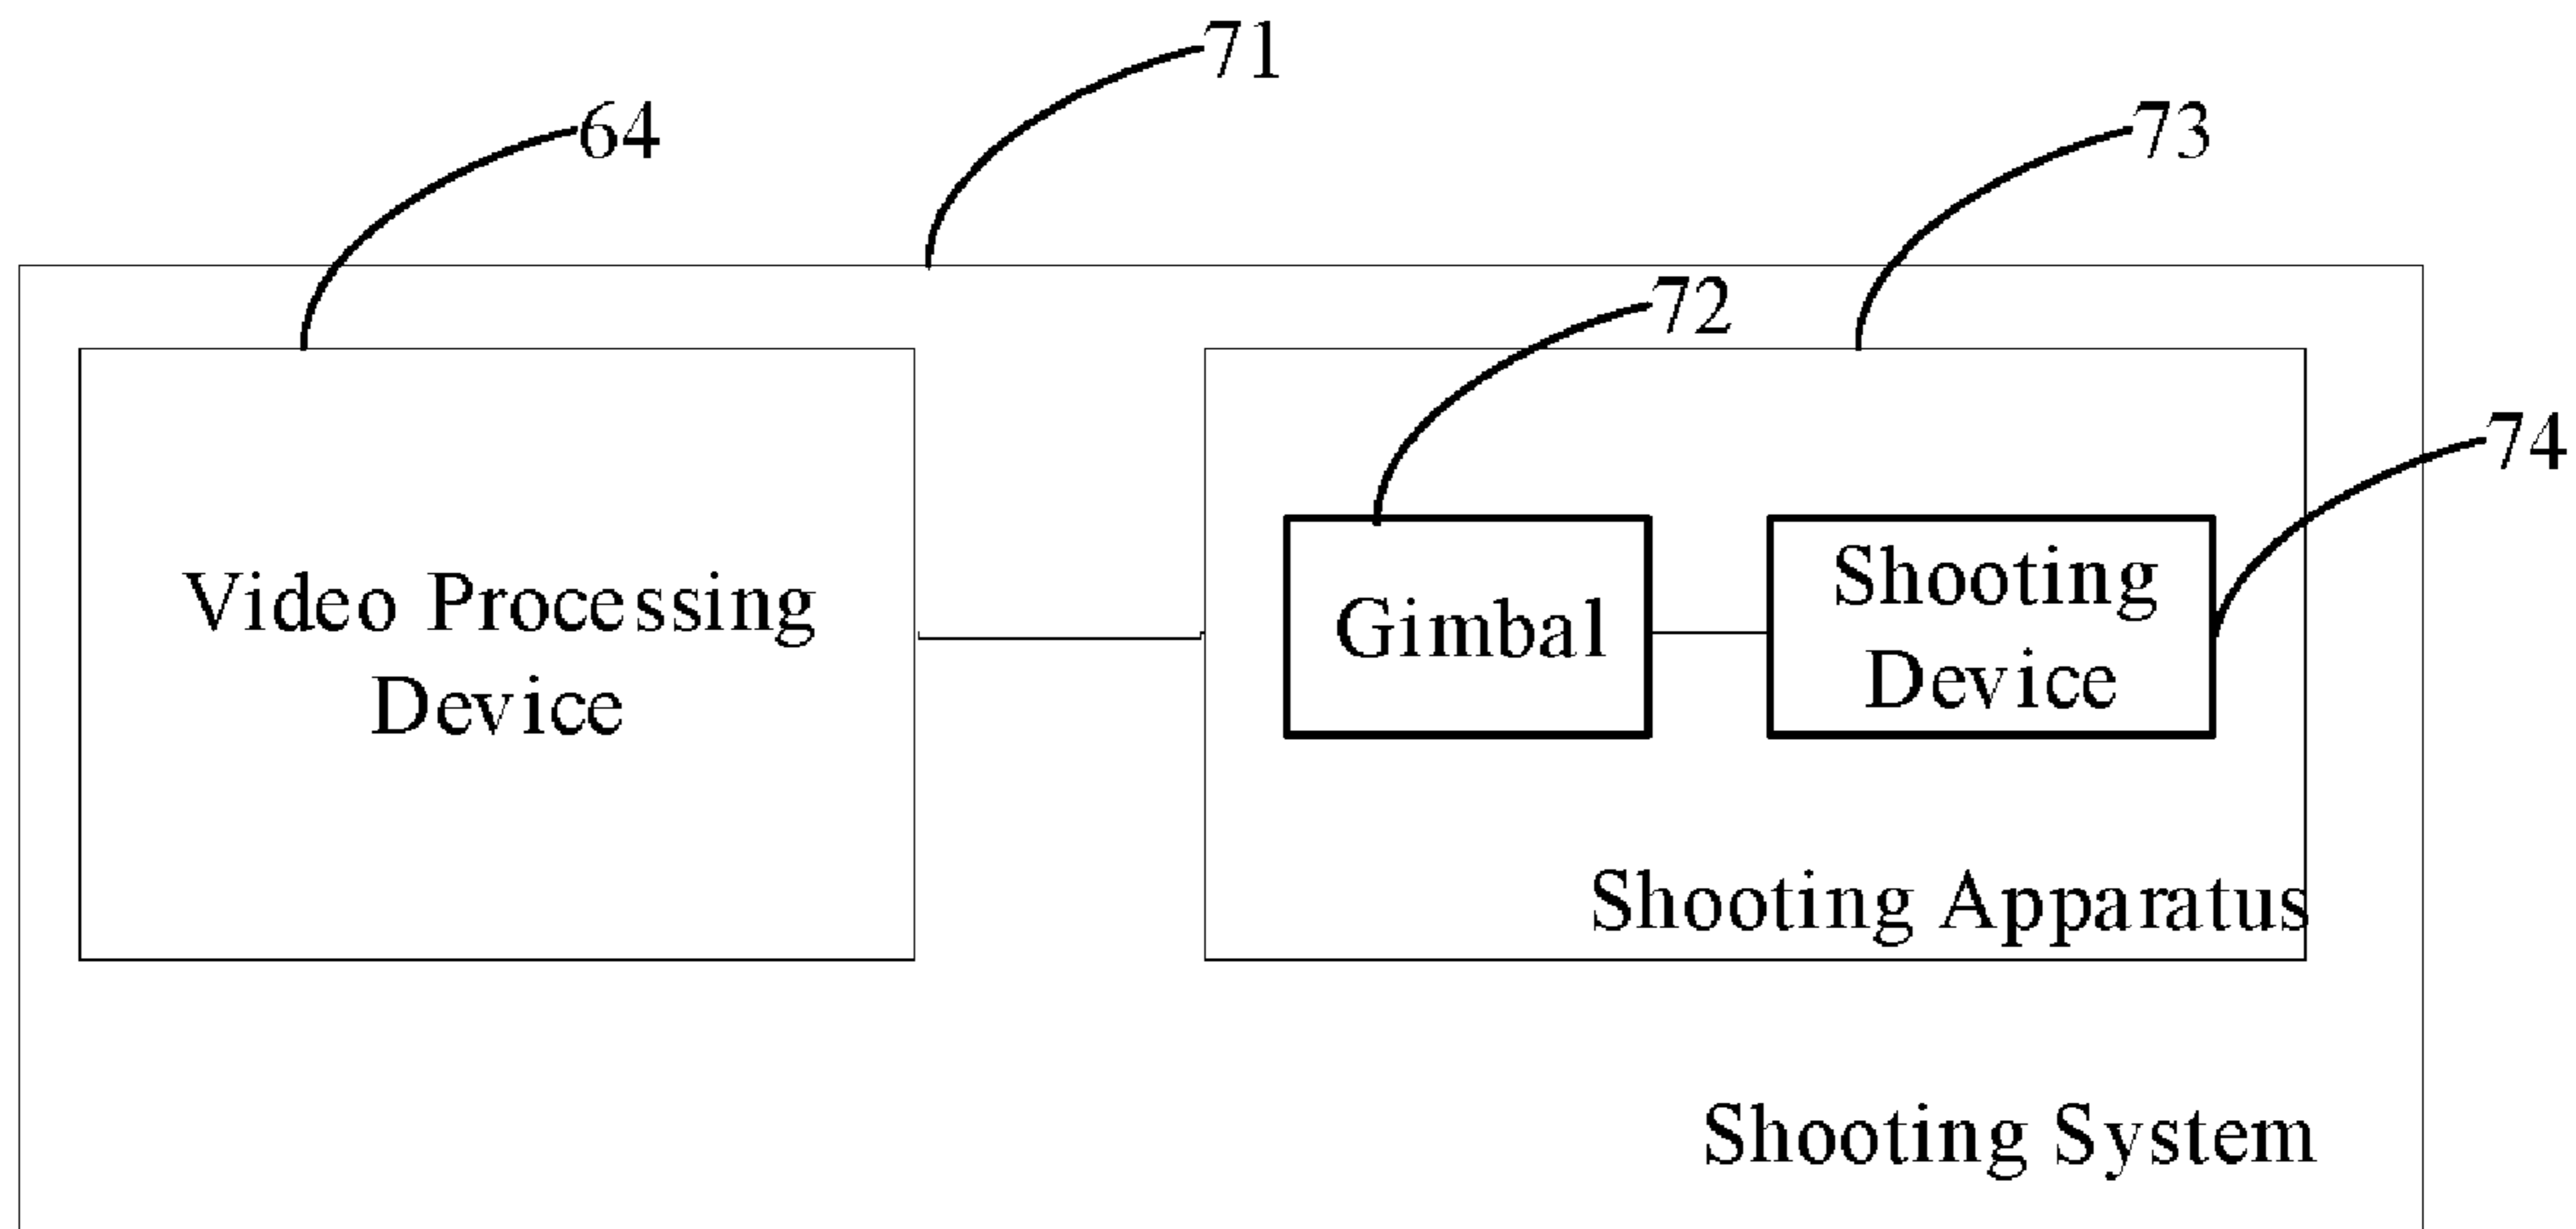 71
64
73
72
74
Video Processing
Device
Gimbal
Shooting
Device
Shooting Apparatus
Shooting System